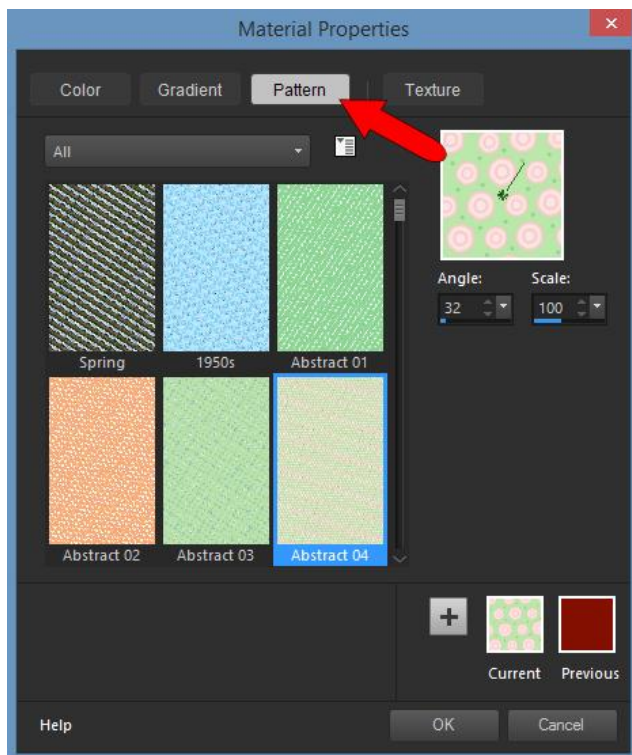 Material Properties
Color Gradient Pattern Texture
All
Angle: Scale:
32 100
Spring 1950s Abstract 01
Abstract 02 Abstract 03 Abstract 04
Current Previous
Help OK Cancel